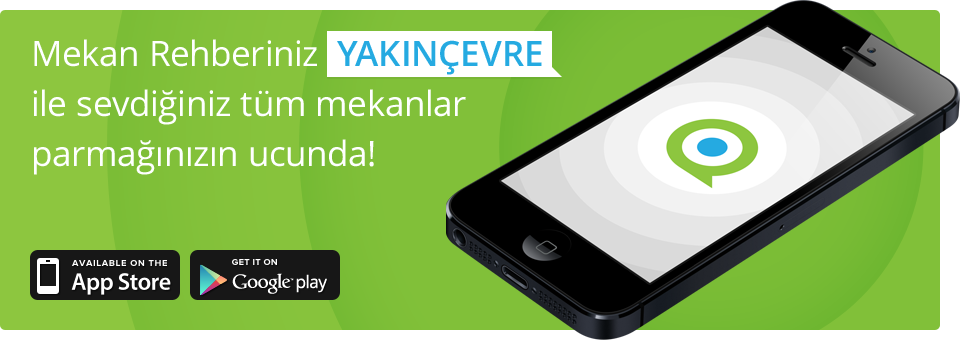 Mekan Rehberiniz YAKINÇEVRE
ile sevdiğiniz tüm mekanlar
parmağınızın ucunda!
AVAILABLE ON THE
App Store
GET IT ON
Google play